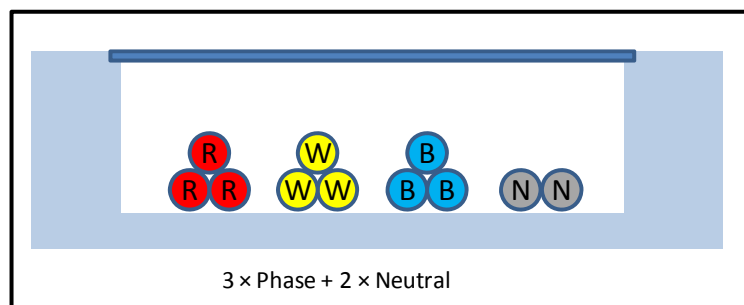 R W B
R R W W B B N N
3 × Phase + 2 × Neutral